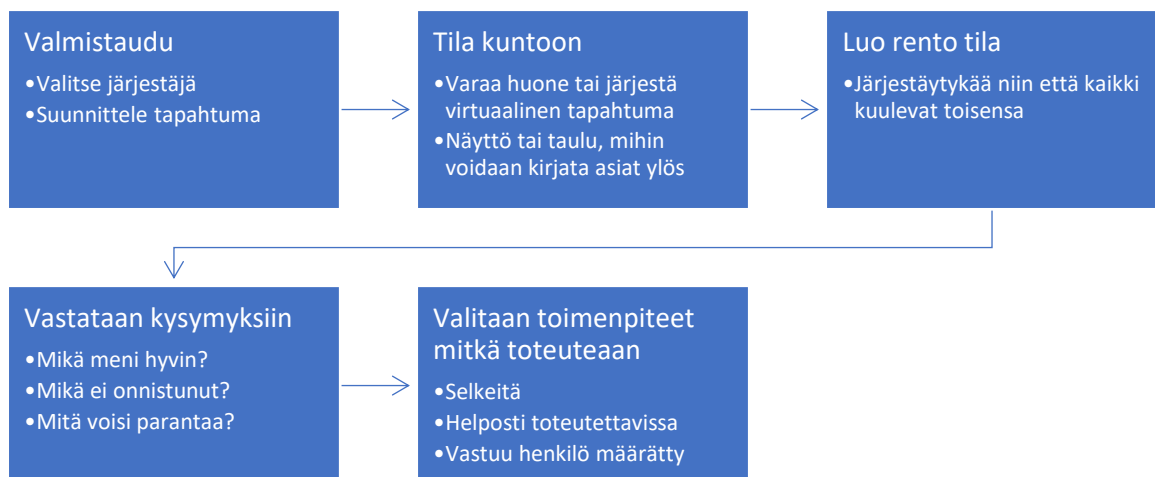 Valmistaudu
•Valitse järjestäjä
•Suunnittele tapahtuma
Tila kuntoon
•Varaa huone tai järjestä
virtuaalinen tapahtuma
•Näyttö tai taulu, mihin
voidaan kirjata asiat ylös
Luo rento tila
•Järjestäytykää niin että kaikki
kuulevat toisensa
Vastataan kysymyksiin
•Mikä meni hyvin?
•Mikä ei onnistunut?
•Mitä voisi parantaa?
Valitaan toimenpiteet
mitkä toteuteaan
•Selkeitä
•Helposti toteutettavissa
•Vastuu henkilö määrätty